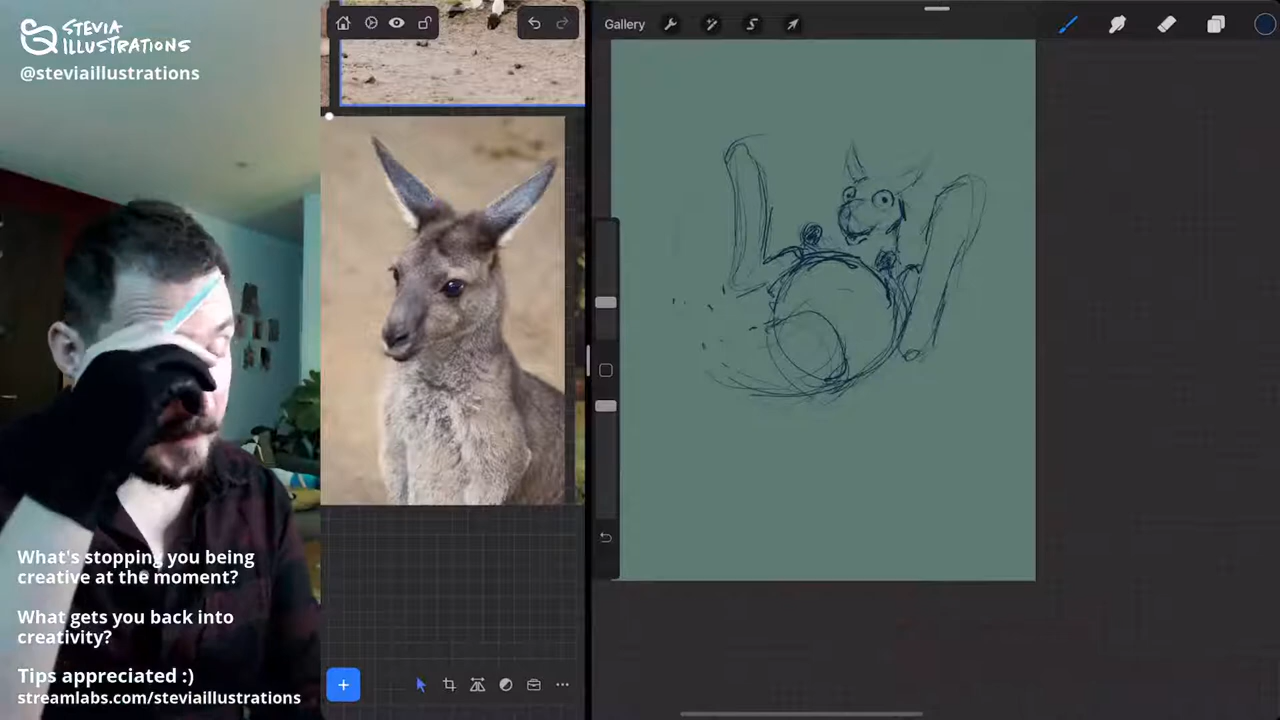 STEVIA
ILLUSTRATIONS
@steviaillustrations
Gallery
What's stopping you being
creative at the moment?
What gets you back into
creativity?
Tips appreciated :)
streamlabs.com/steviaillustrations